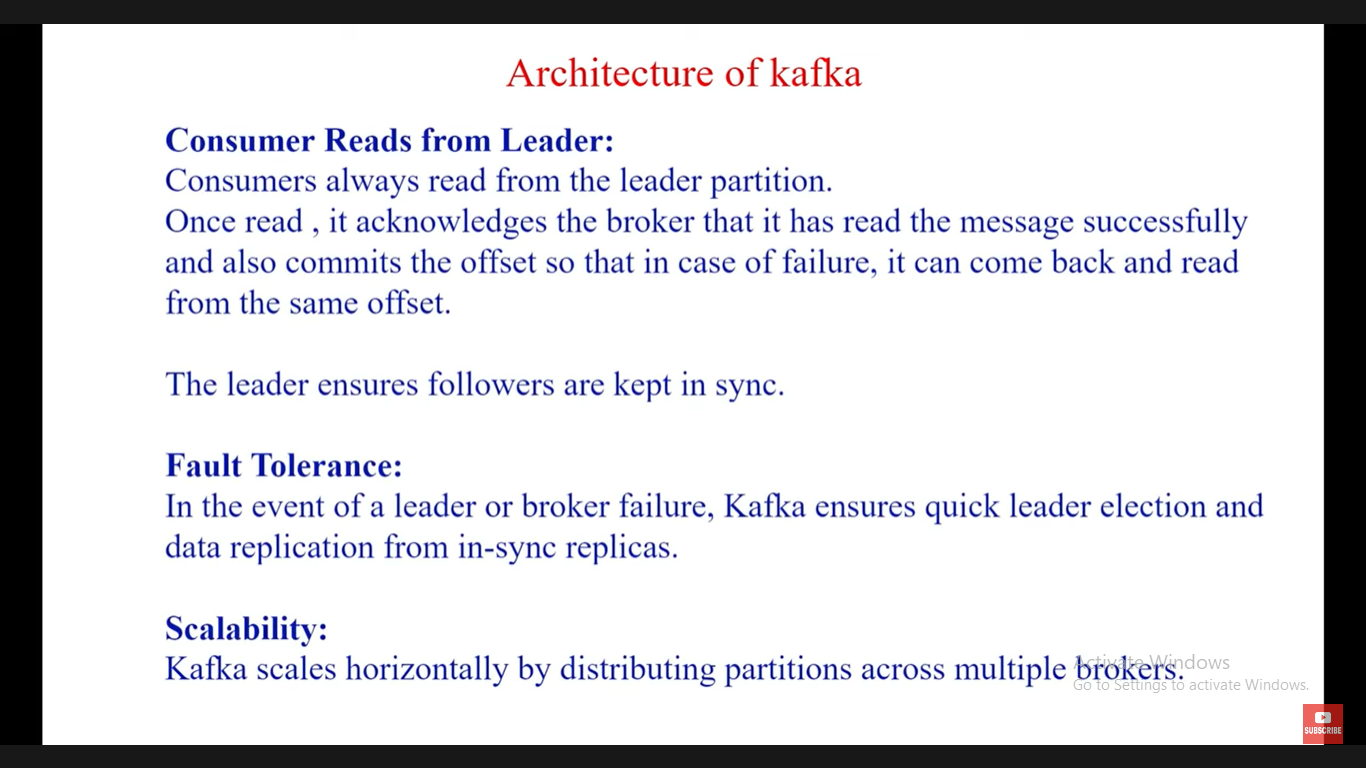 Architecture of kafka
Consumer Reads from Leader:
Consumers always read from the leader partition.
Once read , it acknowledges the broker that it has read the message successfully
and also commits the offset so that in case of failure, it can come back and read
from the same offset.
The leader ensures followers are kept in sync.
Fault Tolerance:
In the event of a leader or broker failure, Kafka ensures quick leader election and
data replication from in-sync replicas.
Scalability:
Kafka scales horizontally by distributing partitions across multiple brokers.
Activate Windows
Go to Settings to activate Windows.
SUBSCRIBE